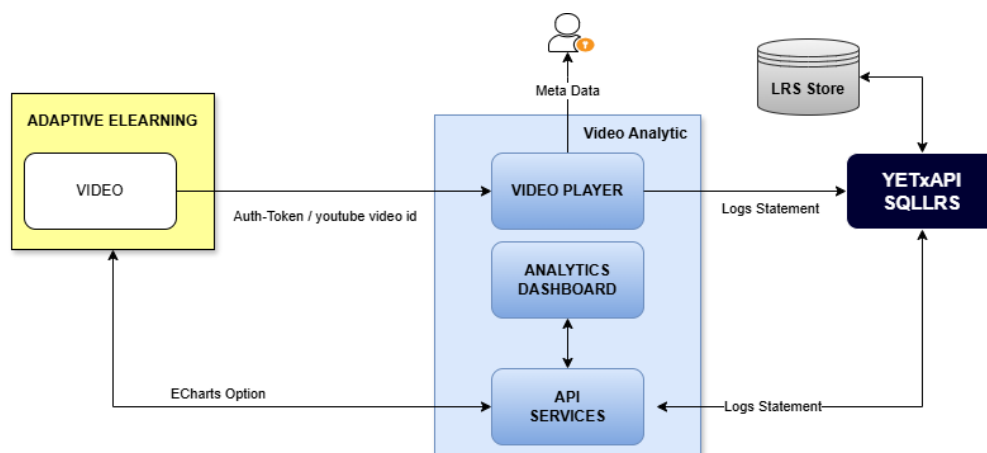 Meta Data
LRS Store
ADAPTIVE ELEARNING
VIDEO
Auth-Token / youtube video id
Video Analytic
VIDEO PLAYER
Logs Statement
YETxAPI
SQLLRS
ANALYTICS
DASHBOARD
ECharts Option
API
SERVICES
Logs Statement